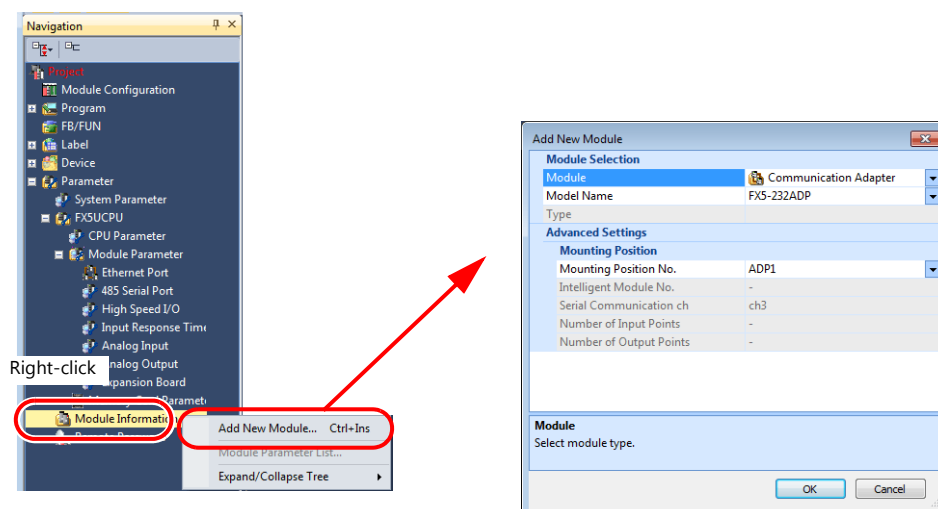 Navigation
Project
Module Configuration
Program
FB/FUN
Label
Device
Parameter
System Parameter
FX5UCPU
CPU Parameter
Module Parameter
Ethernet Port
485 Serial Port
High Speed I/O
Input Response Time
Analog Input
Right-click
nalog Output
xpansion Board
Module Information
Add New Module... Ctrl+Ins
Module Parameter List...
Expand/Collapse Tree
Add New Module
Module Selection
Module Communication Adapter
Model Name FX5-232ADP
Type
Advanced Settings
Mounting Position
Mounting Position No. ADP1
Intelligent Module No. -
Serial Communication ch ch3
Number of Input Points -
Number of Output Points -
Module
Select module type.
OK Cancel